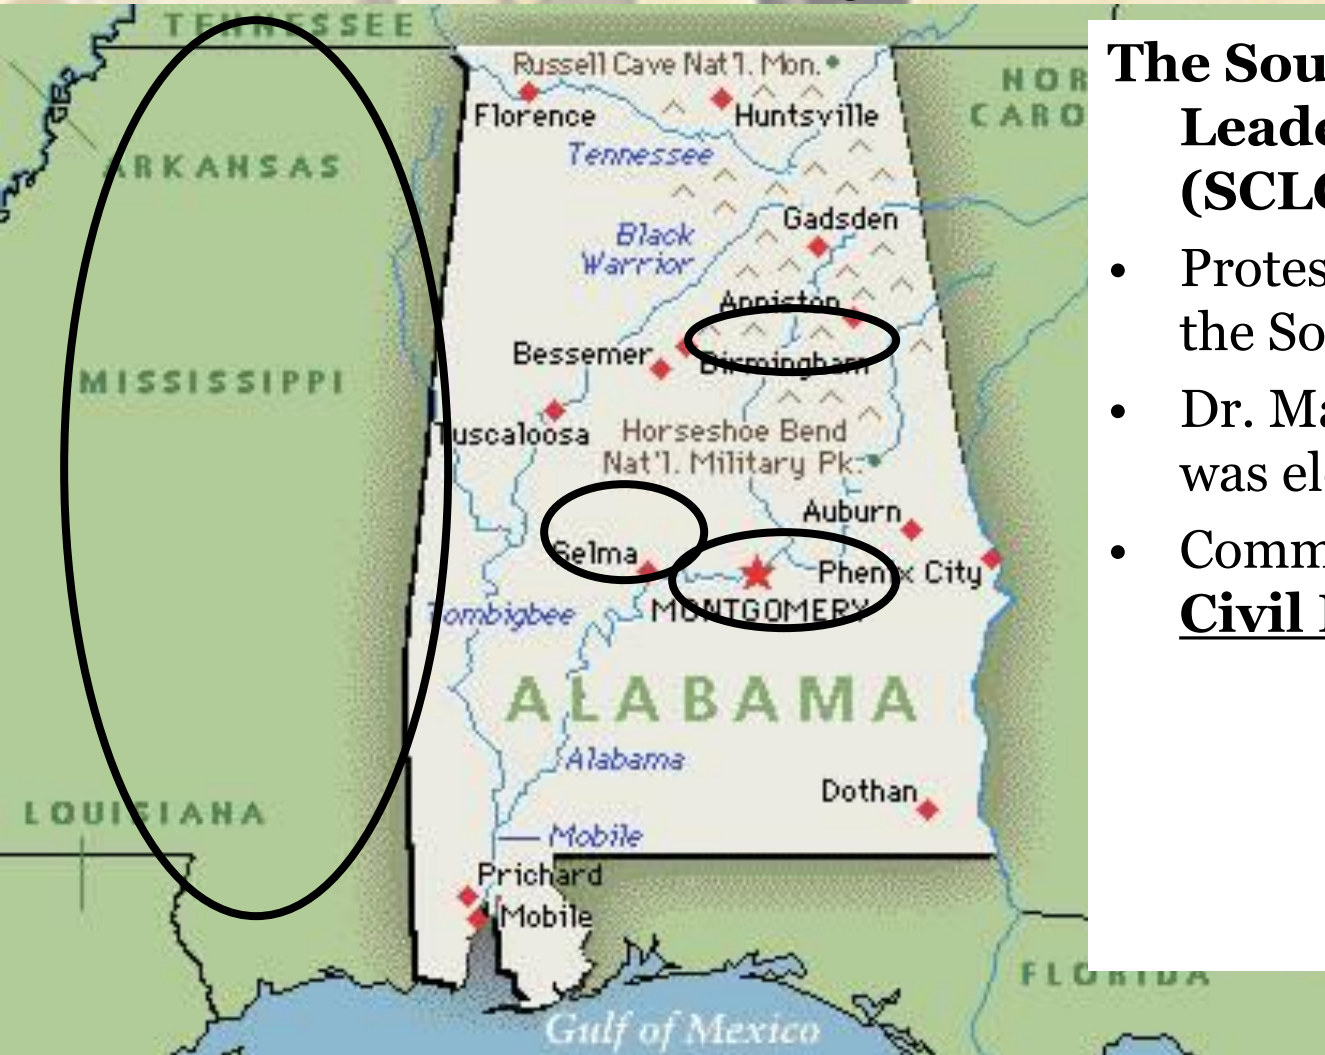 TENNESSEE
Russell Cave Nat'l. Mon.
Florence
Huntsville
NOR
CARO
Tennessee
ARKANSAS
Gadsden
Black
Warrior
Anniston
Bessemer
Birmingham
MISSISSIPPI
Tuscaloosa
Horseshoe Bend
Nat'l. Military Pk.
Auburn
Selma
Phenix City
MONTGOMERY
Tombigbee
ALABAMA
Alabama
Dothan
LOUISIANA
Mobile
Prichard
Mobile
FLORIDA
Gulf of Mexico
The Sou
Leade
(SCLC
• Protes
the So
• Dr. Ma
was el
• Comm
Civil